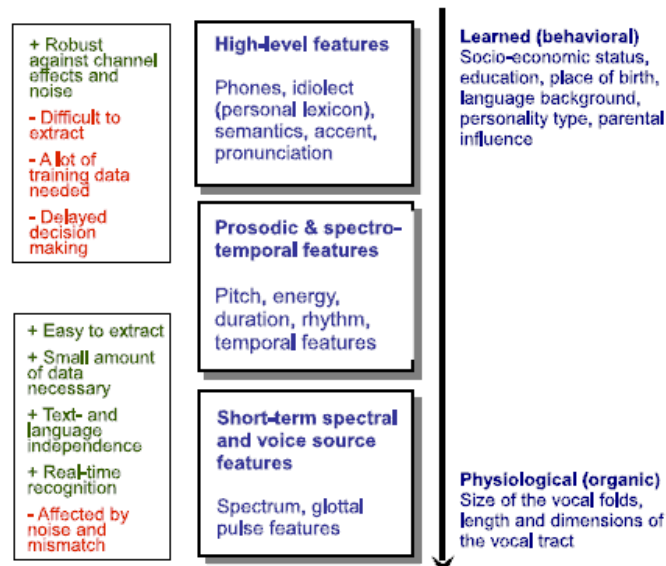 + Robust
against channel
effects and
noise
- Difficult to
extract
- A lot of
training data
needed
- Delayed
decision
making
+ Easy to extract
+ Small amount
of data
necessary
+ Text- and
language
independence
+ Real-time
recognition
- Affected by
noise and
mismatch
High-level features
Phones, idiolect
(personal lexicon),
semantics, accent,
pronunciation
Prosodic & spectro-
temporal features
Pitch, energy,
duration, rhythm,
temporal features
Short-term spectral
and voice source
features
Spectrum, glottal
pulse features
Learned (behavioral)
Socio-economic status,
education, place of birth,
language background,
personality type, parental
influence
Physiological (organic)
Size of the vocal folds,
length and dimensions of
the vocal tract